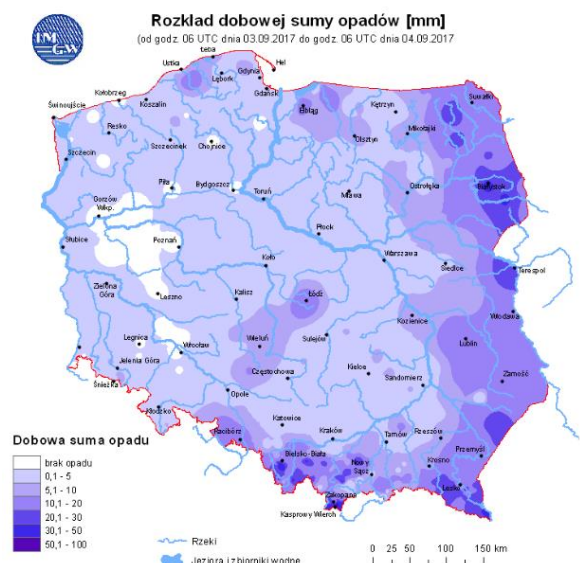 IM
GW
Rozkład dobowej sumy opadów [mm]
(od godz. 06 UTC dnia 03.09.2017 do godz. 06 UTC dnia 04.09.2017
Łeba
Ustka
Hel
Lębork
Gdynia
Gdańsk
Kołobrzeg
Koszalin
Świnoujście
Elbląg
Kętrzyn
Suwałki
Resko
Olsztyn
Mikołajki
Szczecin
Szczecinek
Chojnice
Piła
Bydgoszcz
Toruń
Mława
Ostrołęka
Białystok
Gorzów
Wlkp.
Płock
Słubice
Poznań
Koło
Warszawa
Siedlce
Terespol
Zielona
Góra
Leszno
Kalisz
Łódź
Kozienice
Włodawa
Legnica
Wrocław
Wieluń
Sulejów
Lublin
Jelenia Góra
Śnieżka
Częstochowa
Kielce
Sandomierz
Zamość
Kłodzko
Opole
Katowice
Racibórz
Kraków
Tarnów
Rzeszów
Przemyśl
Bielsko-Biała
Nowy
Sącz
Krosno
Lesko
Zakopane
Kasprowy Wierch
Dobowa suma opadu
brak opadu
0,1 - 5
5,1 - 10
10,1 - 20
20,1 - 30
30,1 - 50
50,1 - 100
Rzeki
Jeziora i zbiorniki wodne
0 25 50 100 150 km